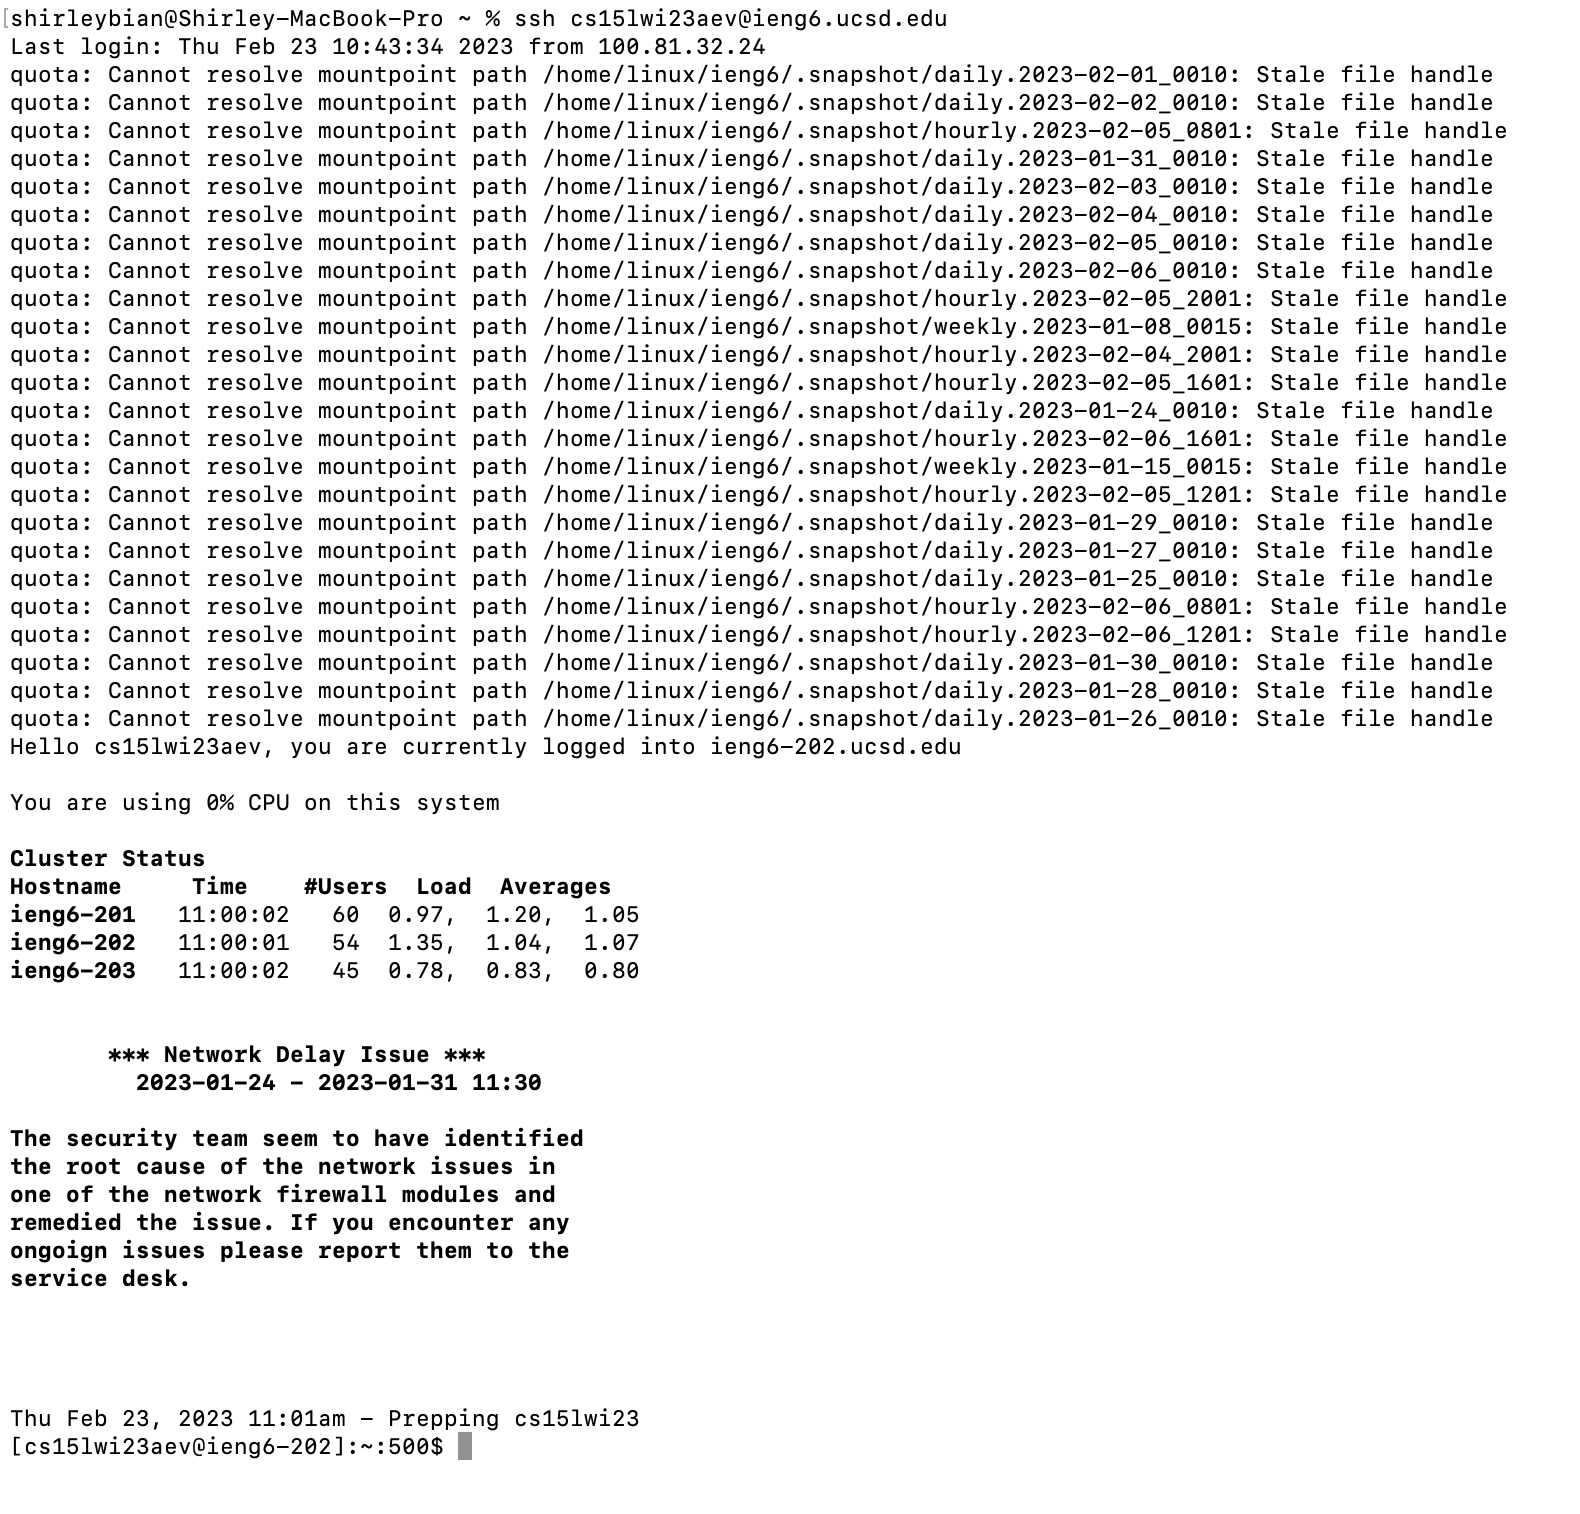 [shirleybian@Shirley-MacBook-Pro ~ % ssh cs15lwi23aev@ieng6.ucsd.edu
Last login: Thu Feb 23 10:43:34 2023 from 100.81.32.24
quota: Cannot resolve mountpoint path /home/linux/ieng6/.snapshot/daily.2023-02-01_0010: Stale file handle
quota: Cannot resolve mountpoint path /home/linux/ieng6/.snapshot/daily.2023-02-02_0010: Stale file handle
quota: Cannot resolve mountpoint path /home/linux/ieng6/.snapshot/hourly.2023-02-05_0801: Stale file handle
quota: Cannot resolve mountpoint path /home/linux/ieng6/.snapshot/daily.2023-01-31_0010: Stale file handle
quota: Cannot resolve mountpoint path /home/linux/ieng6/.snapshot/daily.2023-02-03_0010: Stale file handle
quota: Cannot resolve mountpoint path /home/linux/ieng6/.snapshot/daily.2023-02-04_0010: Stale file handle
quota: Cannot resolve mountpoint path /home/linux/ieng6/.snapshot/daily.2023-02-05_0010: Stale file handle
quota: Cannot resolve mountpoint path /home/linux/ieng6/.snapshot/daily.2023-02-06_0010: Stale file handle
quota: Cannot resolve mountpoint path /home/linux/ieng6/.snapshot/hourly.2023-02-05_2001: Stale file handle
quota: Cannot resolve mountpoint path /home/linux/ieng6/.snapshot/weekly.2023-01-08_0015: Stale file handle
quota: Cannot resolve mountpoint path /home/linux/ieng6/.snapshot/hourly.2023-02-04_2001: Stale file handle
quota: Cannot resolve mountpoint path /home/linux/ieng6/.snapshot/hourly.2023-02-05_1601: Stale file handle
quota: Cannot resolve mountpoint path /home/linux/ieng6/.snapshot/daily.2023-01-24_0010: Stale file handle
quota: Cannot resolve mountpoint path /home/linux/ieng6/.snapshot/hourly.2023-02-06_1601: Stale file handle
quota: Cannot resolve mountpoint path /home/linux/ieng6/.snapshot/weekly.2023-01-15_0015: Stale file handle
quota: Cannot resolve mountpoint path /home/linux/ieng6/.snapshot/hourly.2023-02-05_1201: Stale file handle
quota: Cannot resolve mountpoint path /home/linux/ieng6/.snapshot/daily.2023-01-29_0010: Stale file handle
quota: Cannot resolve mountpoint path /home/linux/ieng6/.snapshot/daily.2023-01-27_0010: Stale file handle
quota: Cannot resolve mountpoint path /home/linux/ieng6/.snapshot/daily.2023-01-25_0010: Stale file handle
quota: Cannot resolve mountpoint path /home/linux/ieng6/.snapshot/hourly.2023-02-06_0801: Stale file handle
quota: Cannot resolve mountpoint path /home/linux/ieng6/.snapshot/hourly.2023-02-06_1201: Stale file handle
quota: Cannot resolve mountpoint path /home/linux/ieng6/.snapshot/daily.2023-01-30_0010: Stale file handle
quota: Cannot resolve mountpoint path /home/linux/ieng6/.snapshot/daily.2023-01-28_0010: Stale file handle
quota: Cannot resolve mountpoint path /home/linux/ieng6/.snapshot/daily.2023-01-26_0010: Stale file handle
Hello cs15lwi23aev, you are currently logged into ieng6-202.ucsd.edu
You are using 0% CPU on this system
Cluster Status
Hostname     Time    #Users  Load  Averages
ieng6-201   11:00:02   60  0.97,  1.20,  1.05
ieng6-202   11:00:01   54  1.35,  1.04,  1.07
ieng6-203   11:00:02   45  0.78,  0.83,  0.80
*** Network Delay Issue ***
2023-01-24 - 2023-01-31 11:30
The security team seem to have identified
the root cause of the network issues in
one of the network firewall modules and
remedied the issue. If you encounter any
ongoign issues please report them to the
service desk.
Thu Feb 23, 2023 11:01am - Prepping cs15lwi23
[cs15lwi23aev@ieng6-202]:~:500$